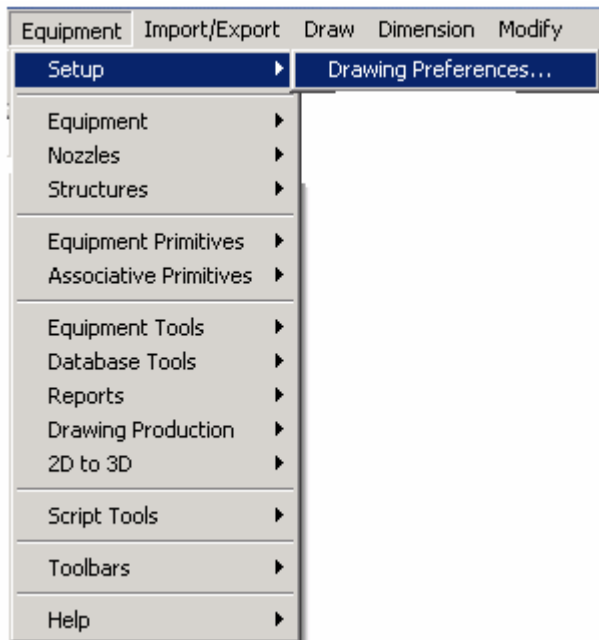 Equipment Import/Export Draw Dimension Modify
Setup Drawing Preferences...
Equipment
Nozzles
Structures
Equipment Primitives
Associative Primitives
Equipment Tools
Database Tools
Reports
Drawing Production
2D to 3D
Script Tools
Toolbars
Help